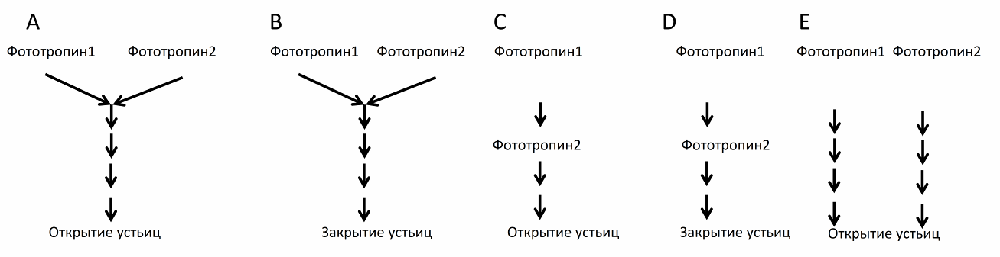 A B C D E
Фототропин1 Фототропин2 Фототропин1 Фототропин2 Фототропин1 Фототропин1 Фототропин1 Фототропин2
Фототропин2 Фототропин2
Открытие устьиц Закрытие устьиц Открытие устьиц Закрытие устьиц Открытие устьиц